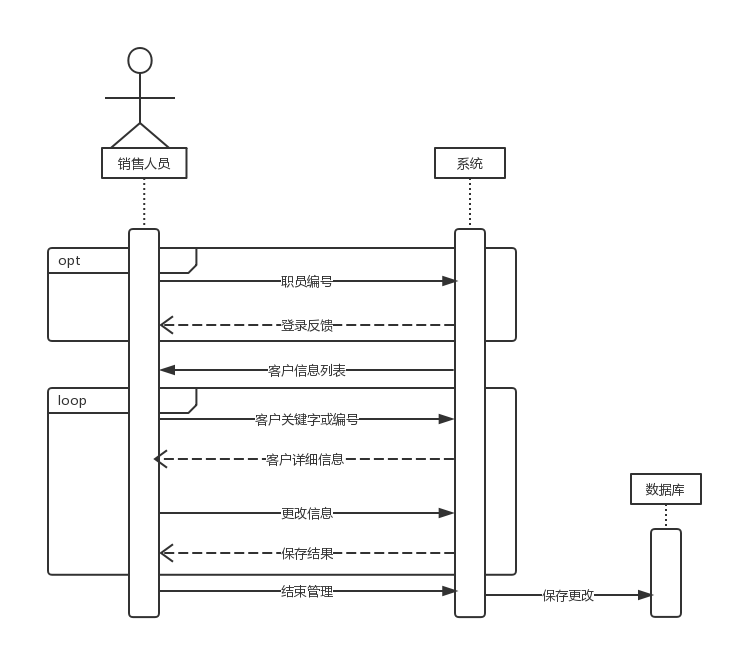 销售人员
系统
opt
职员编号
登录反馈
客户信息列表
loop
客户关键字或编号
客户详细信息
数据库
更改信息
保存结果
结束管理
保存更改